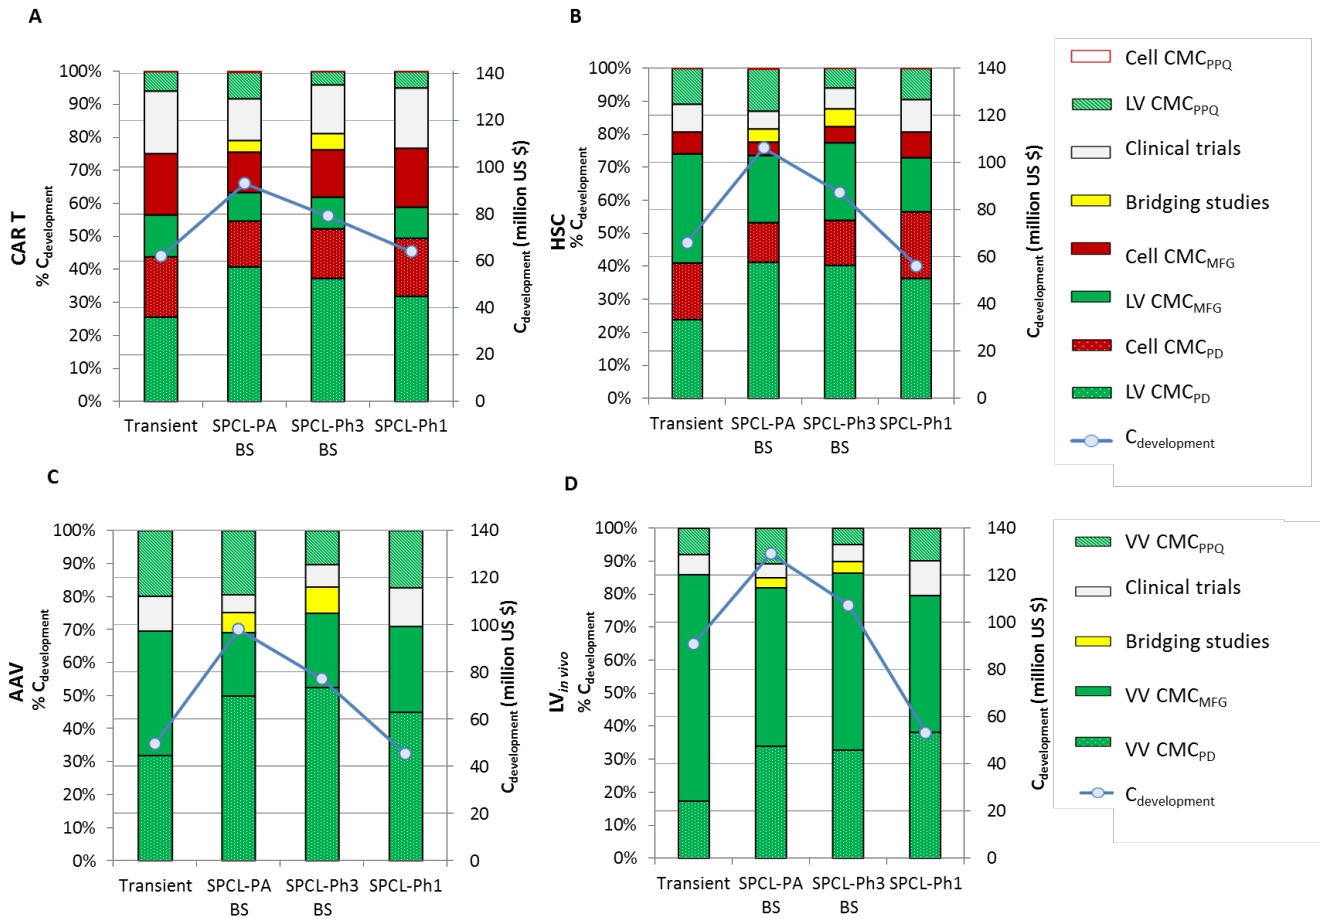 A
CAR T
% Cdevelopment
100%
90%
80%
70%
60%
50%
40%
30%
20%
10%
0%
140
120
100
80
60
40
20
0
Cdevelopment (million US $)
Transient
SPCL-PA
BS
SPCL-Ph3
BS
SPCL-Ph1
B
HSC
% Cdevelopment
100%
90%
80%
70%
60%
50%
40%
30%
20%
10%
0%
140
120
100
80
60
40
20
0
Cdevelopment (million US $)
Transient
SPCL-PA
BS
SPCL-Ph3
BS
SPCL-Ph1
Cell CMCPPQ
LV CMCPPQ
Clinical trials
Bridging studies
Cell CMCMFG
LV CMCMFG
Cell CMCPD
LV CMCPD
Cdevelopment
C
AAV
% Cdevelopment
100%
90%
80%
70%
60%
50%
40%
30%
20%
10%
0%
140
120
100
80
60
40
20
0
Cdevelopment (million US $)
Transient
SPCL-PA
BS
SPCL-Ph3
BS
SPCL-Ph1
D
LVin vivo
% Cdevelopment
100%
90%
80%
70%
60%
50%
40%
30%
20%
10%
0%
140
120
100
80
60
40
20
0
Cdevelopment (million US $)
Transient
SPCL-PA
BS
SPCL-Ph3
BS
SPCL-Ph1
VV CMCPPQ
Clinical trials
Bridging studies
VV CMCMFG
VV CMCPD
Cdevelopment